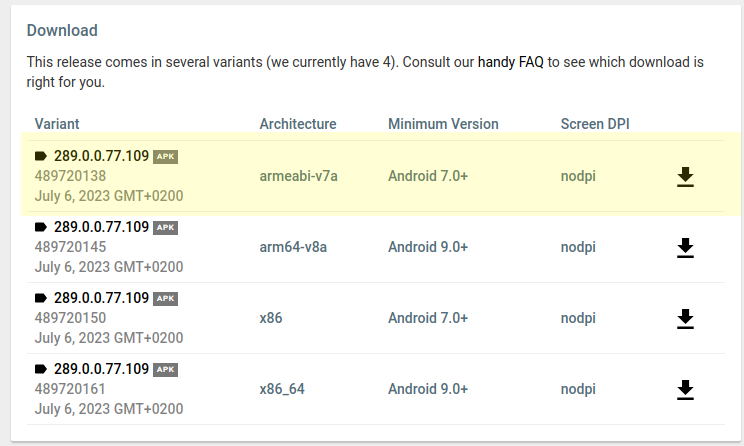 Download
This release comes in several variants (we currently have 4). Consult our handy FAQ to see which download is
right for you.
Variant Architecture Minimum Version Screen DPI
289.0.0.77.109 APK
489720138 armeabi-v7a Android 7.0+ nodpi
July 6, 2023 GMT+0200
289.0.0.77.109 APK
489720145 arm64-v8a Android 9.0+ nodpi
July 6, 2023 GMT+0200
289.0.0.77.109 APK
489720150 x86 Android 7.0+ nodpi
July 6, 2023 GMT+0200
289.0.0.77.109 APK
489720161 x86_64 Android 9.0+ nodpi
July 6, 2023 GMT+0200